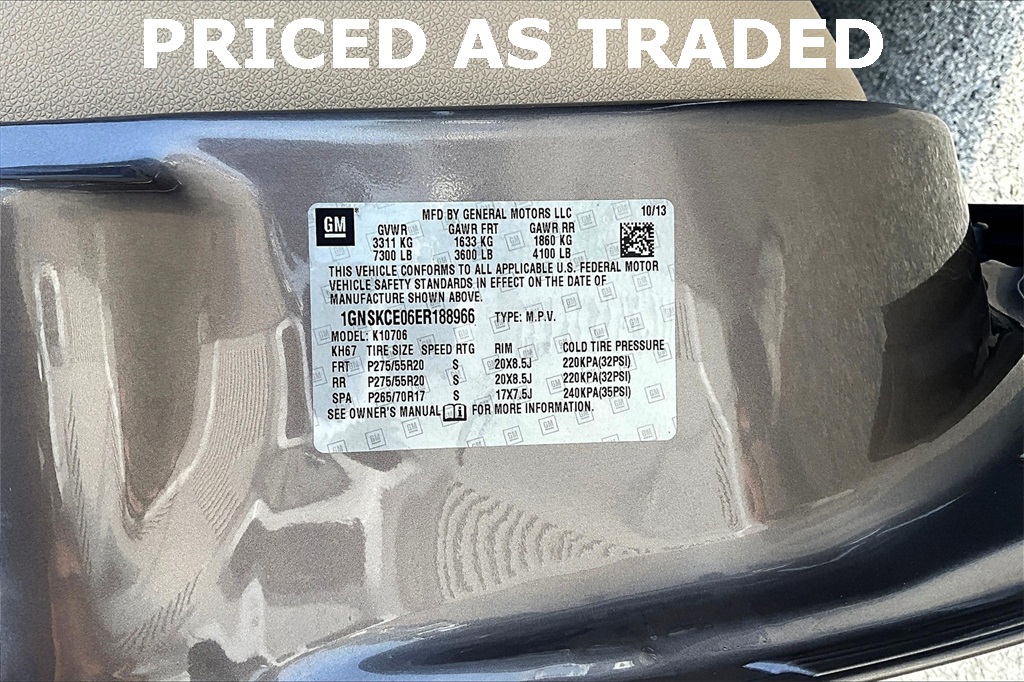 PRICED AS TRADED
GM
MFD BY GENERAL MOTORS LLC 10/13
GVWR GAWR FRT GAWR RR
3311 KG 1633 KG 1860 KG
7300 LB 3600 LB 4100 LB
THIS VEHICLE CONFORMS TO ALL APPLICABLE U.S. FEDERAL MOTOR
VEHICLE SAFETY STANDARDS IN EFFECT ON THE DATE OF
MANUFACTURE SHOWN ABOVE.
1GNSKCE06ER188966 TYPE: M.P.V.
MODEL: K10706
KH67 TIRE SIZE SPEED RTG RIM COLD TIRE PRESSURE
FRT P275/55R20 S 20X8.5J 220KPA(32PSI)
RR P275/55R20 S 20X8.5J 220KPA(32PSI)
SPA P265/70R17 S 17X7.5J 240KPA(35PSI)
SEE OWNER'S MANUAL FOR MORE INFORMATION.